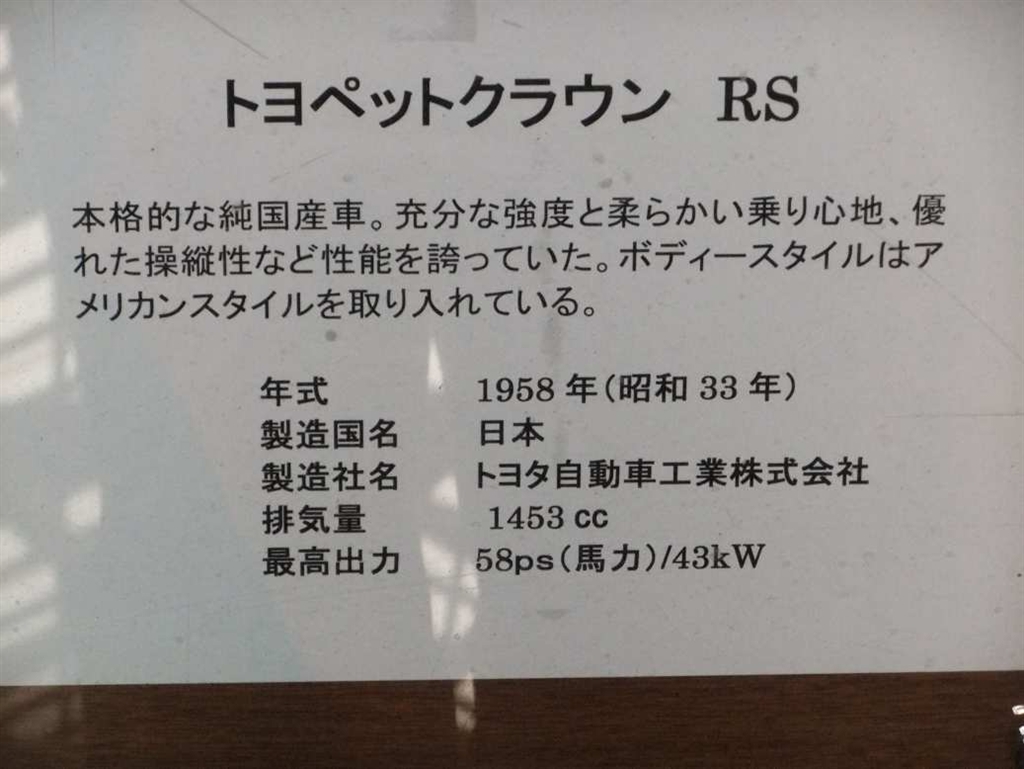 トヨペットクラウン RS
本格的な純国産車。充分な強度と柔らかい乗り心地、優
れた操縦性など性能を誇っていた。ボディースタイルはア
メリカンスタイルを取り入れている。
年式 1958 年(昭和 33 年)
製造国名 日本
製造社名 トヨタ自動車工業株式会社
排気量 1453 cc
最高出力 58ps(馬力)/43kW